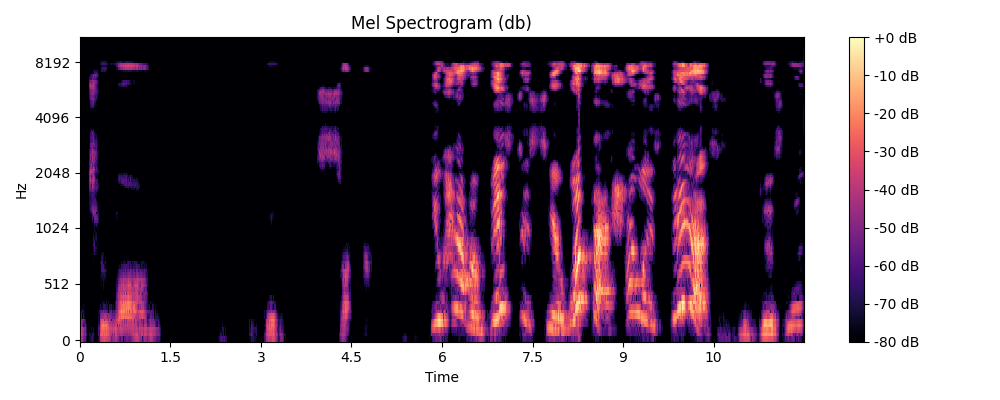 Mel Spectrogram (db)
8192
4096
2048
1024
512
0
Hz
0 1.5 3 4.5 6 7.5 9 10
Time
+0 dB
-10 dB
-20 dB
-30 dB
-40 dB
-50 dB
-60 dB
-70 dB
-80 dB